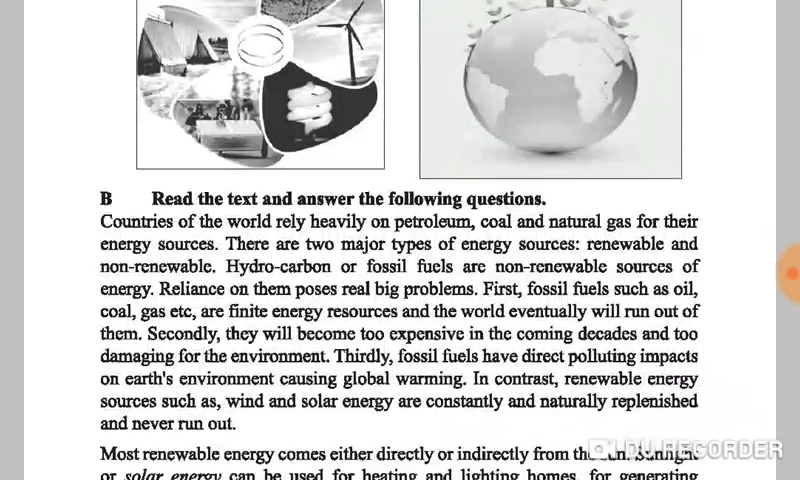 B Read the text and answer the following questions.
Countries of the world rely heavily on petroleum, coal and natural gas for their
energy sources. There are two major types of energy sources: renewable and
non-renewable. Hydro-carbon or fossil fuels are non-renewable sources of
energy. Reliance on them poses real big problems. First, fossil fuels such as oil,
coal, gas etc, are finite energy resources and the world eventually will run out of
them. Secondly, they will become too expensive in the coming decades and too
damaging for the environment. Thirdly, fossil fuels have direct polluting impacts
on earth's environment causing global warming. In contrast, renewable energy
sources such as, wind and solar energy are constantly and naturally replenished
and never run out.
Most renewable energy comes either directly or indirectly from the sun. Sunlight
or solar energy can be used for heating and lighting homes, for generating
RECORDER